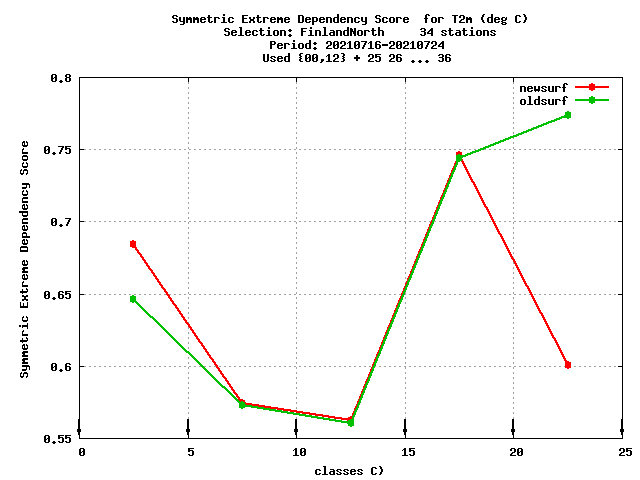 Symmetric Extreme Dependency Score for T2m (deg C)
Selection: FinlandNorth 34 stations
Period: 20210716-20210724
Used {00,12} + 25 26 ... 36
newsurf
oldsurf
Symmetric Extreme Dependency Score
0.8
0.75
0.7
0.65
0.6
0.55
0 5 10 15 20 25
classes C)